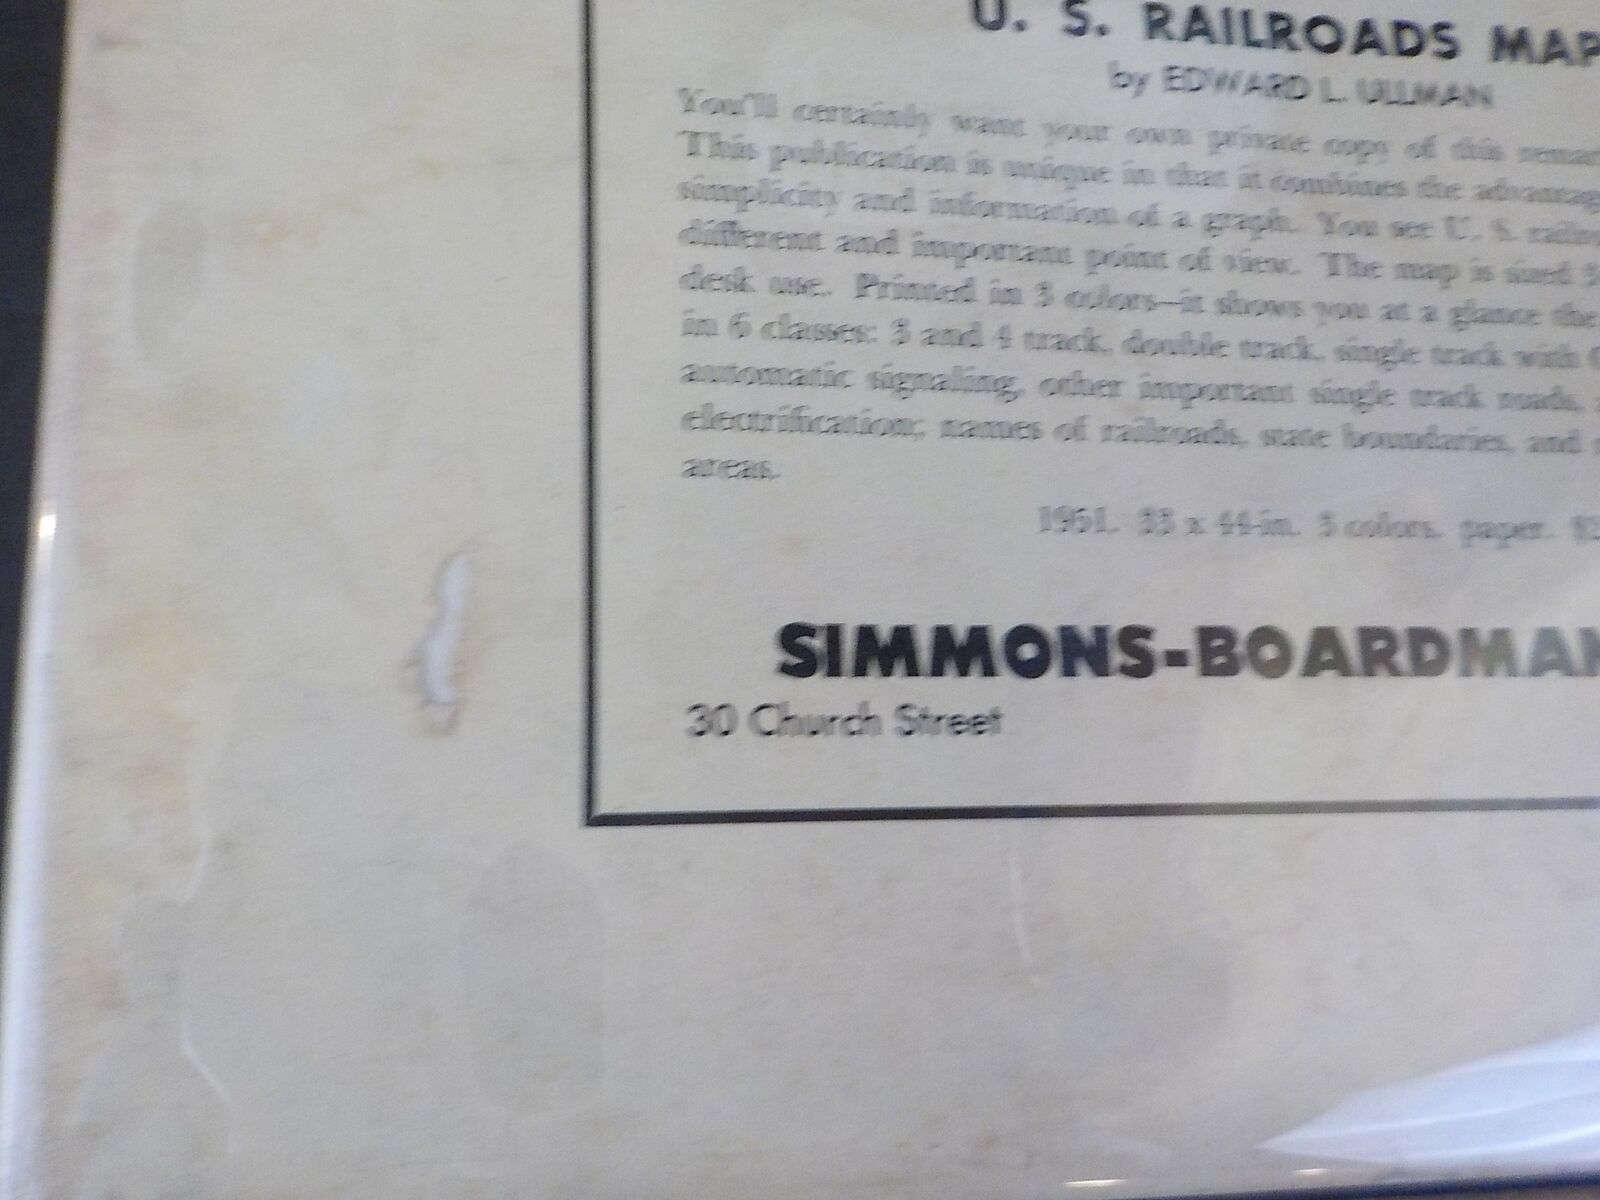 U. S. RAILROADS MAP
by EDWARD L. ULLMAN
You'll certainly want your own private copy of this
This publication is unique in that it combines the
simplicity and information of a graph. You see U. S.
different and important point of view. The map is sized
desk use. Printed in 3 colors—it shows you at a glance the
in 6 classes: 3 and 4 track, double track, single track with
automatic signaling, other important single track roads,
electrification; names of railroads, state boundaries, and
areas.
1951. 33 x 44-in. 3 colors. paper.
SIMMONS-BOARDMAN
30 Church Street